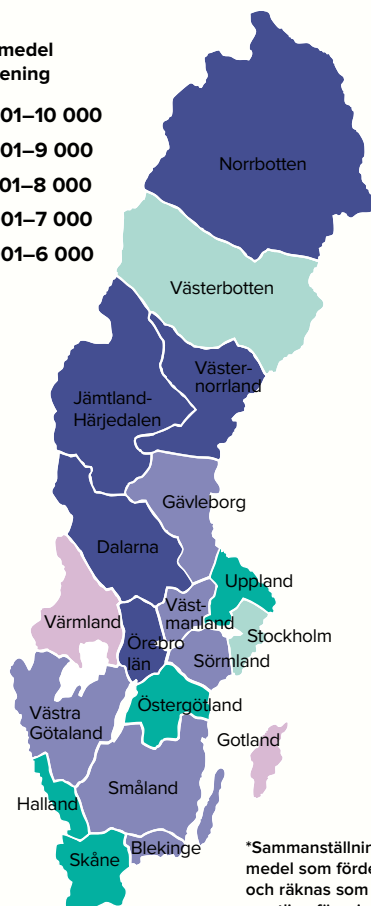 medel
ening
01–10 000
01–9 000
01–8 000
01–7 000
01–6 000
Norrbotten
Västerbotten
Väster-
norrland
Jämtland-
Härjedalen
Gävleborg
Dalarna
Uppland
Väst-
manland
Värmland
Stockholm
Örebro
län
Sörmland
Östergötland
Västra
Götaland
Gotland
Småland
Halland
Blekinge
Skåne
*Sammanställnin
medel som förde
och räknas som